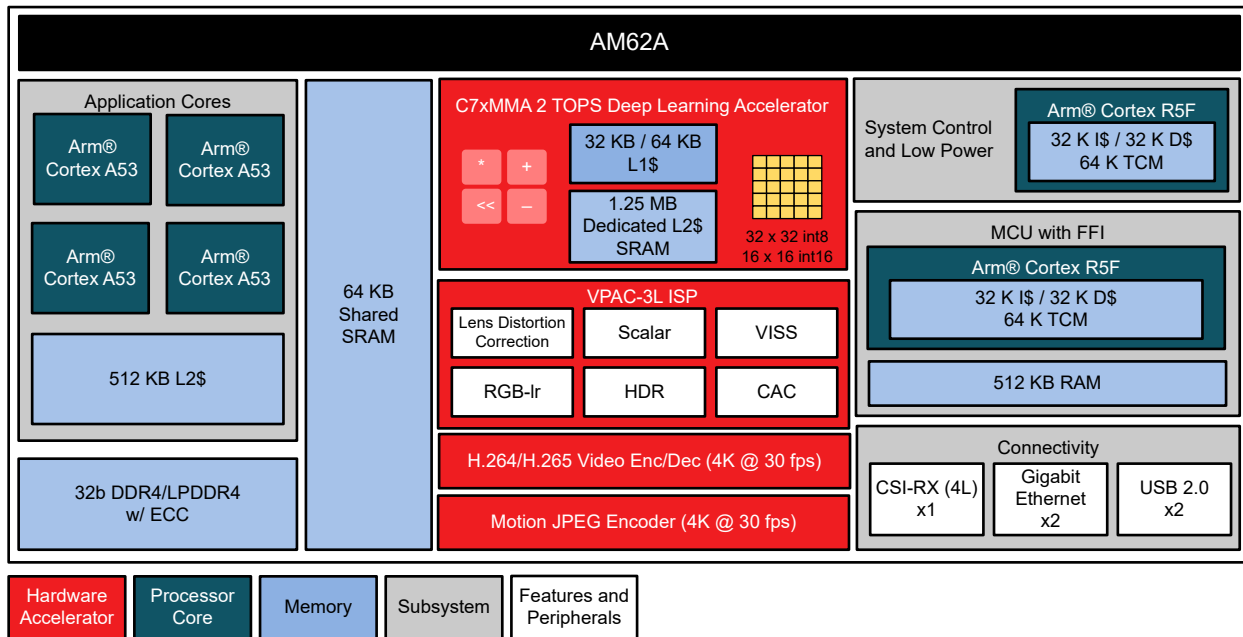 AM62A
Application Cores
Arm®
Cortex A53
Arm®
Cortex A53
Arm®
Cortex A53
Arm®
Cortex A53
512 KB L2$
32b DDR4/LPDDR4
w/ ECC
64 KB
Shared
SRAM
C7xMMA 2 TOPS Deep Learning Accelerator
*
+
<<
–
32 KB / 64 KB
L1$
1.25 MB
Dedicated L2$
SRAM
32 x 32 int8
16 x 16 int16
VPAC-3L ISP
Lens Distortion
Correction
Scalar
VISS
RGB-Ir
HDR
CAC
H.264/H.265 Video Enc/Dec (4K @ 30 fps)
Motion JPEG Encoder (4K @ 30 fps)
System Control
and Low Power
Arm® Cortex R5F
32 K I$ / 32 K D$
64 K TCM
MCU with FFI
Arm® Cortex R5F
32 K I$ / 32 K D$
64 K TCM
512 KB RAM
Connectivity
CSI-RX (4L)
x1
Gigabit
Ethernet
x2
USB 2.0
x2
Hardware
Accelerator
Processor
Core
Memory
Subsystem
Features and
Peripherals